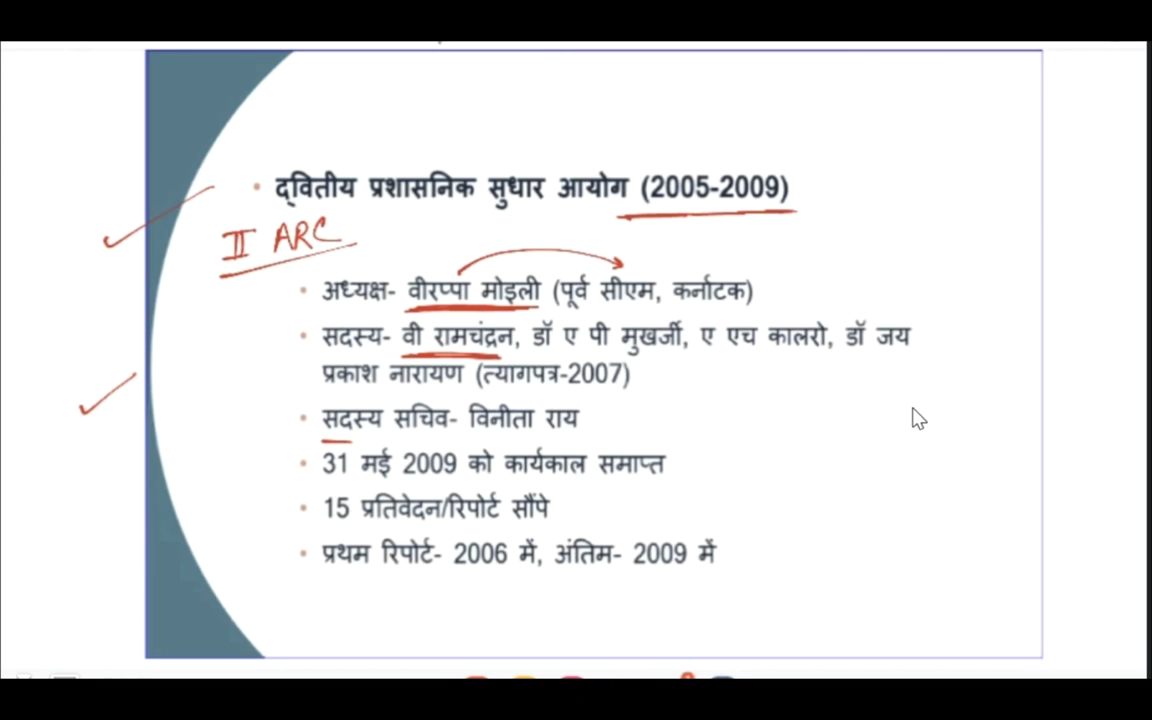 • द्वितीय प्रशासनिक सुधार आयोग (2005-2009)
II ARC
• अध्यक्ष- वीरप्पा मोइली (पूर्व सीएम, कर्नाटक)
• सदस्य- वी रामचंद्रन, डॉ ए पी मुखर्जी, ए एच कालरो, डॉ जय
प्रकाश नारायण (त्यागपत्र-2007)
• सदस्य सचिव- विनीता राय
• 31 मई 2009 को कार्यकाल समाप्त
• 15 प्रतिवेदन/रिपोर्ट सौंपे
• प्रथम रिपोर्ट- 2006 में, अंतिम- 2009 में